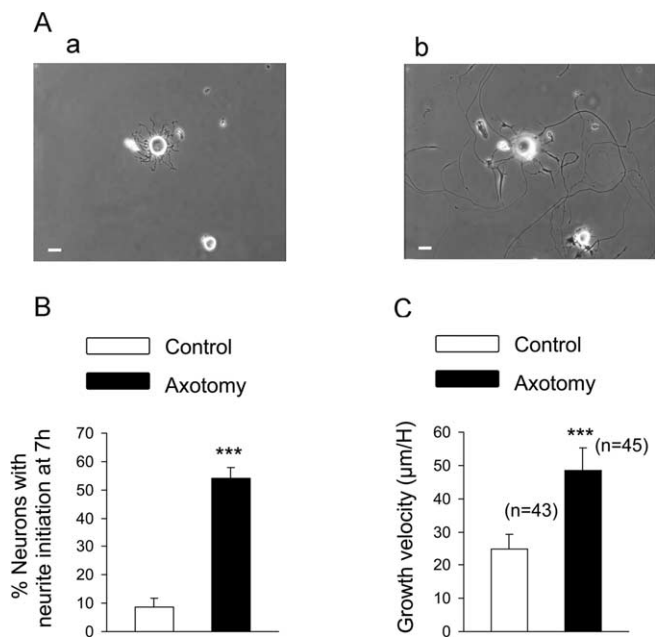 A
a
b
B
Control
Axotomy
% Neurons with
neurite initiation at 7h
70
60
50
40
30
20
10
0
***
C
Control
Axotomy
Growth velocity (µm/H)
60
50
40
30
20
10
0
(n=43)
***
(n=45)